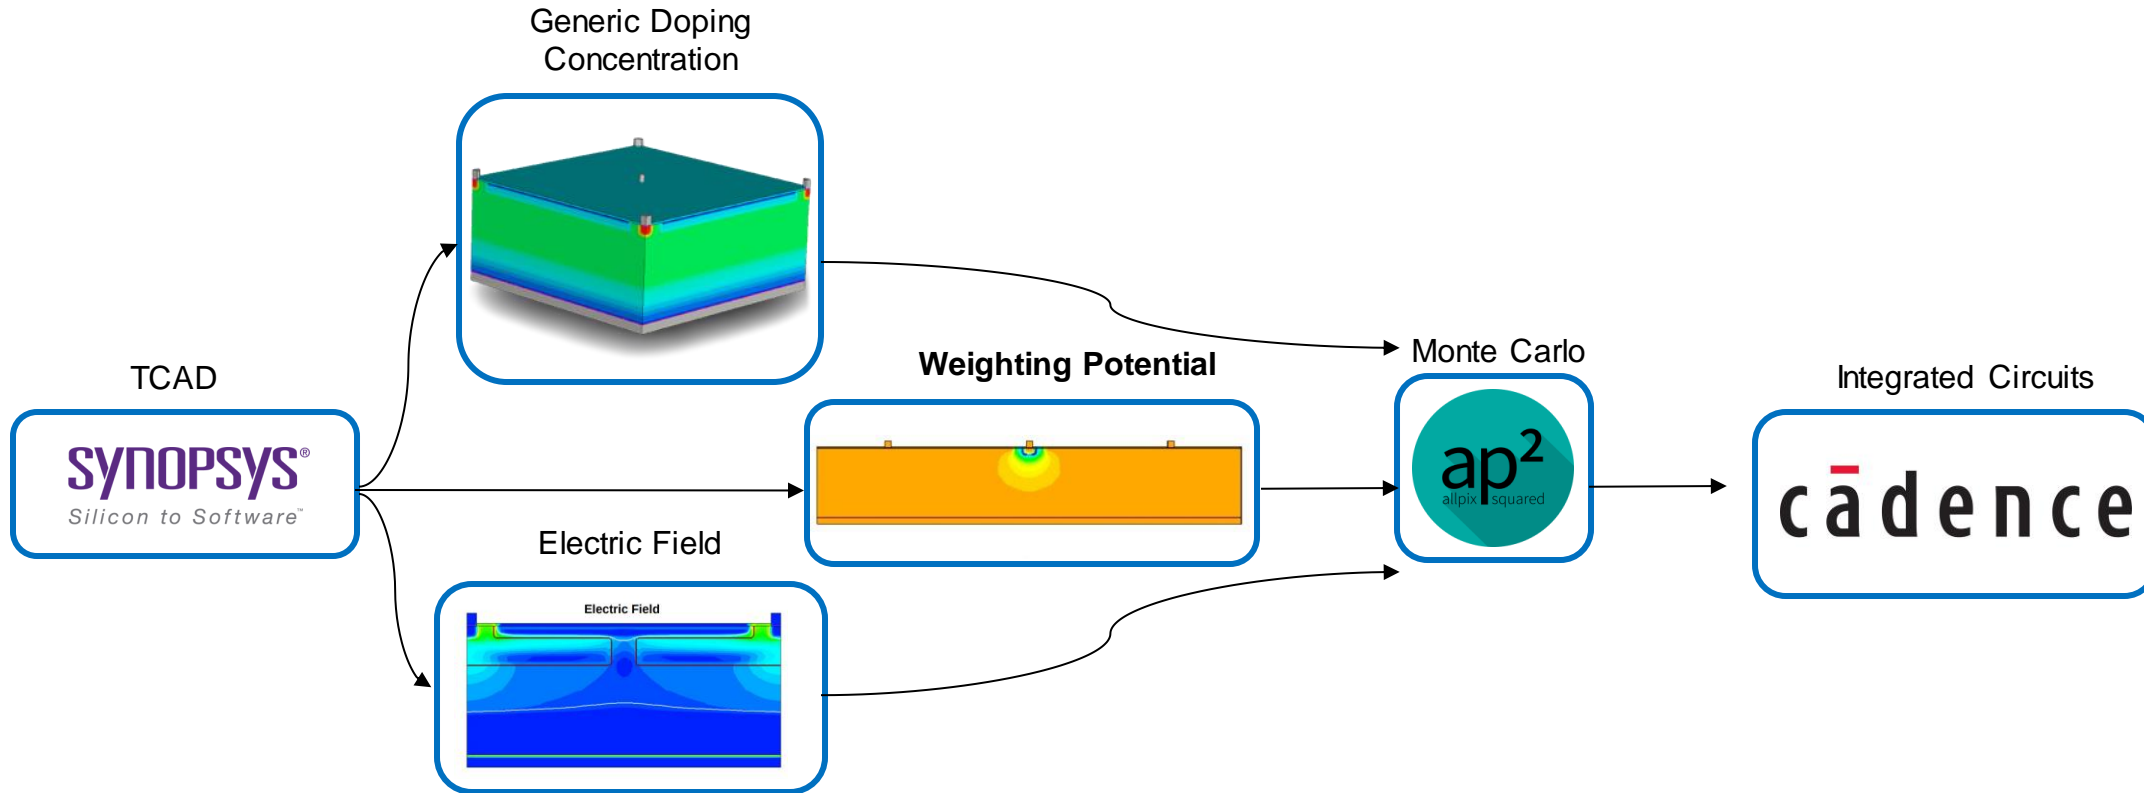 Generic Doping
Concentration
TCAD
SYNOPSYS®
Silicon to Software™
Weighting Potential
Electric Field
Electric Field
Monte Carlo
ap²
allpix squared
Integrated Circuits
cādence